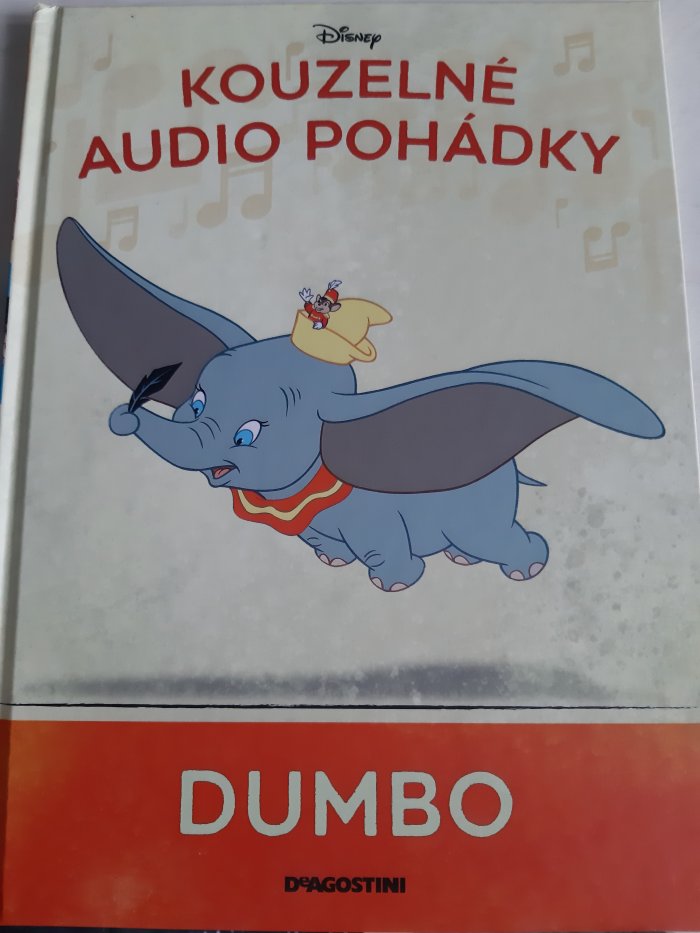 Disney
KOUZELNÉ
AUDIO POHÁDKY
DUMBO
DeAGOSTINI